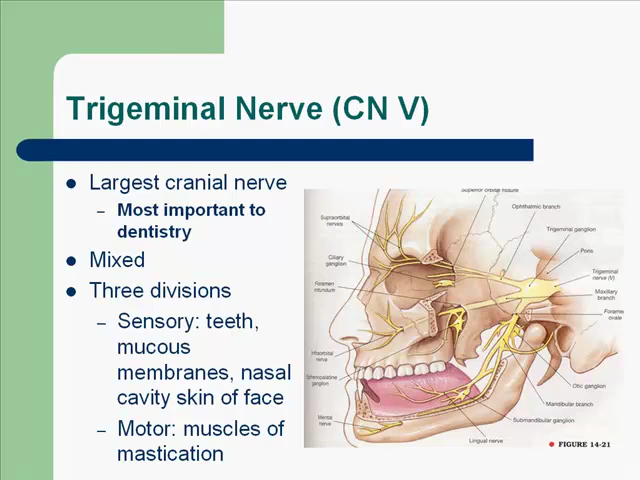 Trigeminal Nerve (CN V)
● Largest cranial nerve
– Most important to
dentistry
● Mixed
● Three divisions
– Sensory: teeth,
mucous
membranes, nasal
cavity skin of face
– Motor: muscles of
mastication
Superior orbital fissure
Ophthalmic branch
Supraorbital
nerves
Trigeminal ganglion
Pons
Ciliary
ganglion
Trigeminal
nerve (V)
Foramen
rotundum
Maxillary
branch
Foramen
ovale
Infraorbital
nerve
Sphenopalatine
ganglion
Otic ganglion
Mandibular branch
Mental
nerve
Submandibular ganglion
Lingual nerve
● FIGURE 14-21